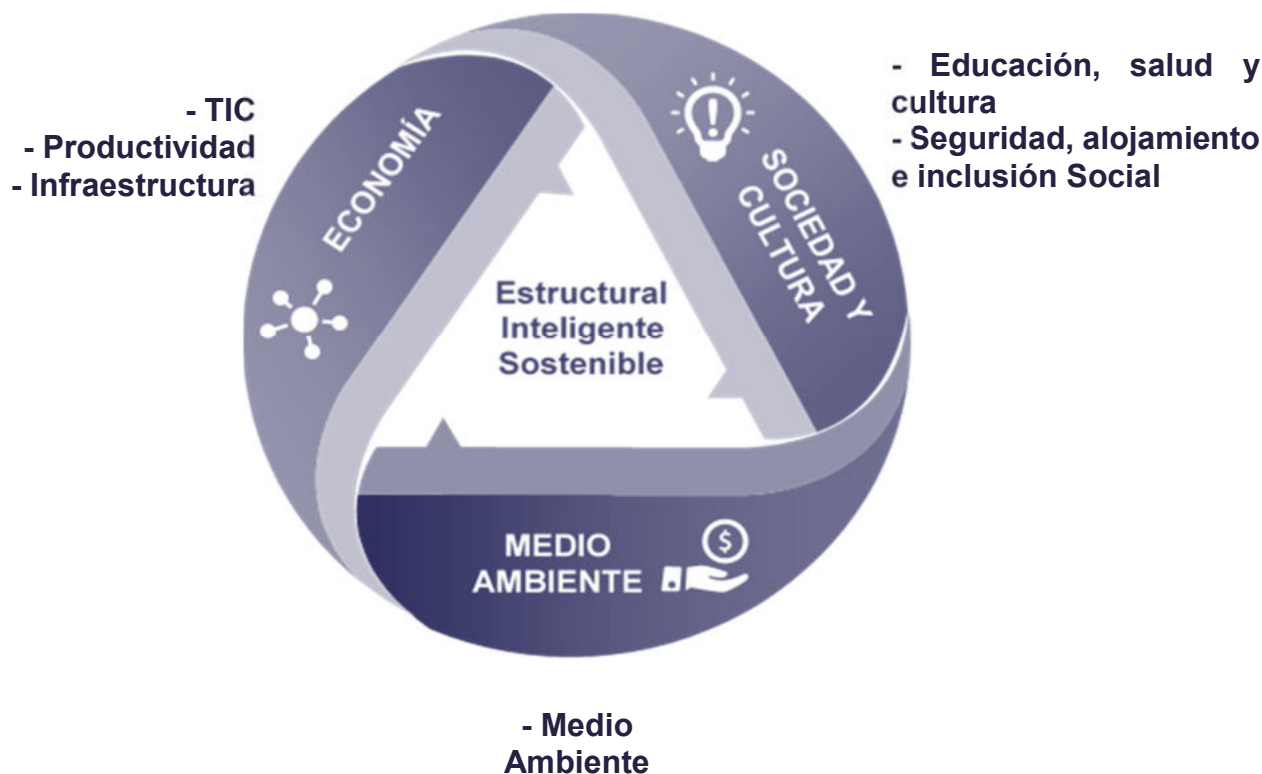 - TIC
- Productividad
- Infraestructura
ECONOMÍA
- Educación, salud y
cultura
- Seguridad, alojamiento
e inclusión Social
SOCIEDAD Y
CULTURA
Estructural
Inteligente
Sostenible
MEDIO
AMBIENTE
$
- Medio
Ambiente